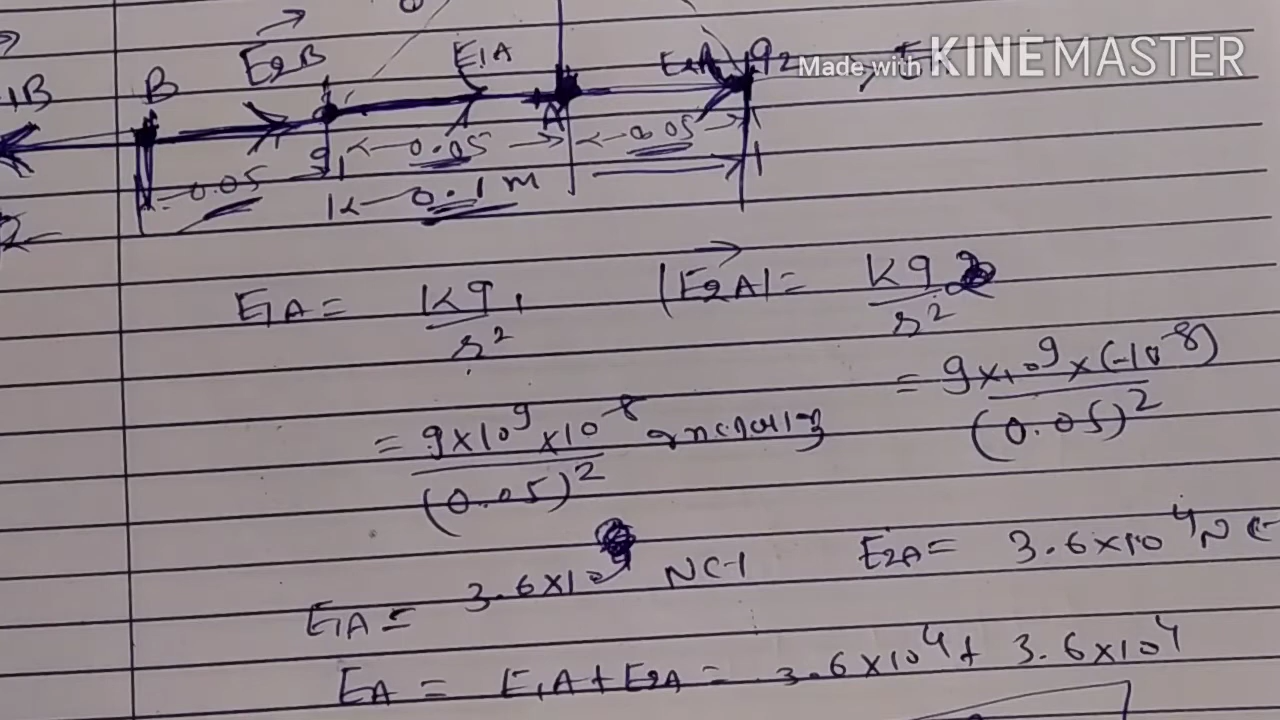 E2B E1A E2A q2
Made with KINEMASTER
1B B A
q1 0.05 0.05
0.05 0.1 m
E1A = kq1 / r² |E2A| = kq2 / r²
= 9×10⁹×(-10⁻⁸) / (0.05)²
= 9×10⁹×10⁻⁸ / (0.05)²
E2A = 3.6×10⁴ NC
E1A = 3.6×10 NC-1
EA = E1A + E2A = 3.6×10⁴ + 3.6×10⁴